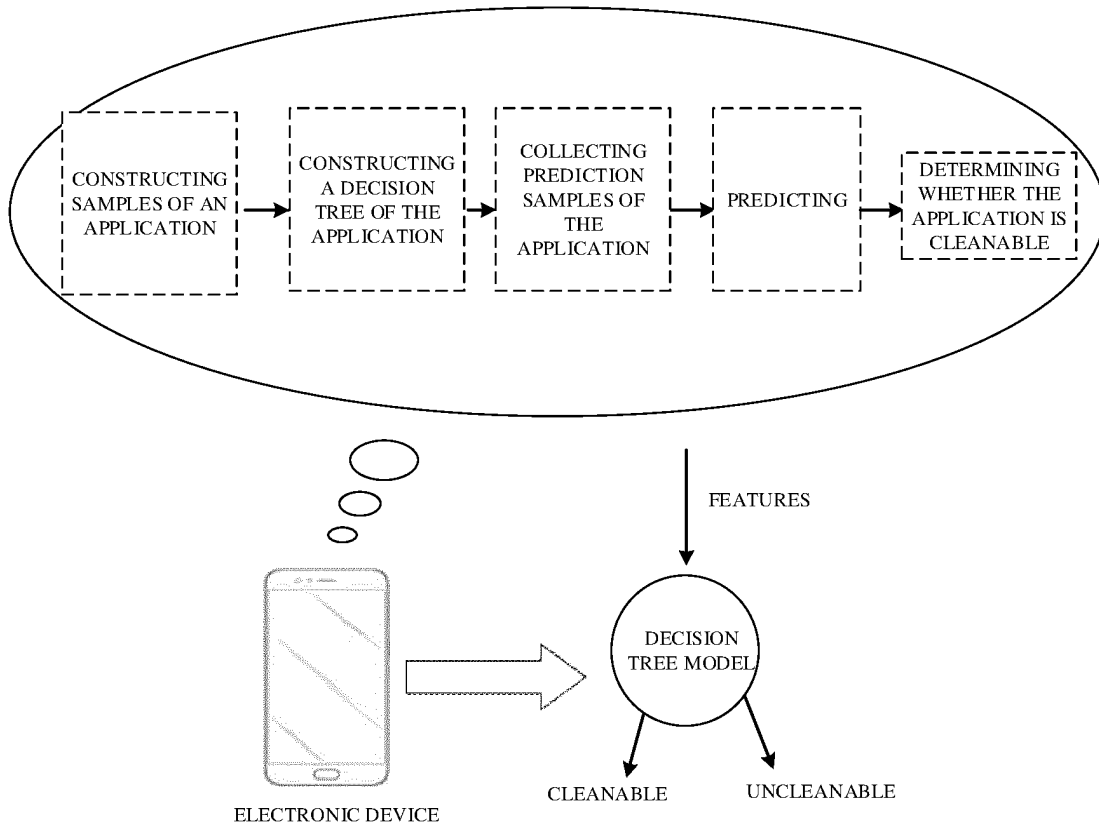 CONSTRUCTING
SAMPLES OF AN
APPLICATION
CONSTRUCTING
A DECISION
TREE OF THE
APPLICATION
COLLECTING
PREDICTION
SAMPLES OF
THE
APPLICATION
PREDICTING
DETERMINING
WHETHER THE
APPLICATION IS
CLEANABLE
FEATURES
DECISION
TREE MODEL
CLEANABLE
UNCLEANABLE
ELECTRONIC DEVICE